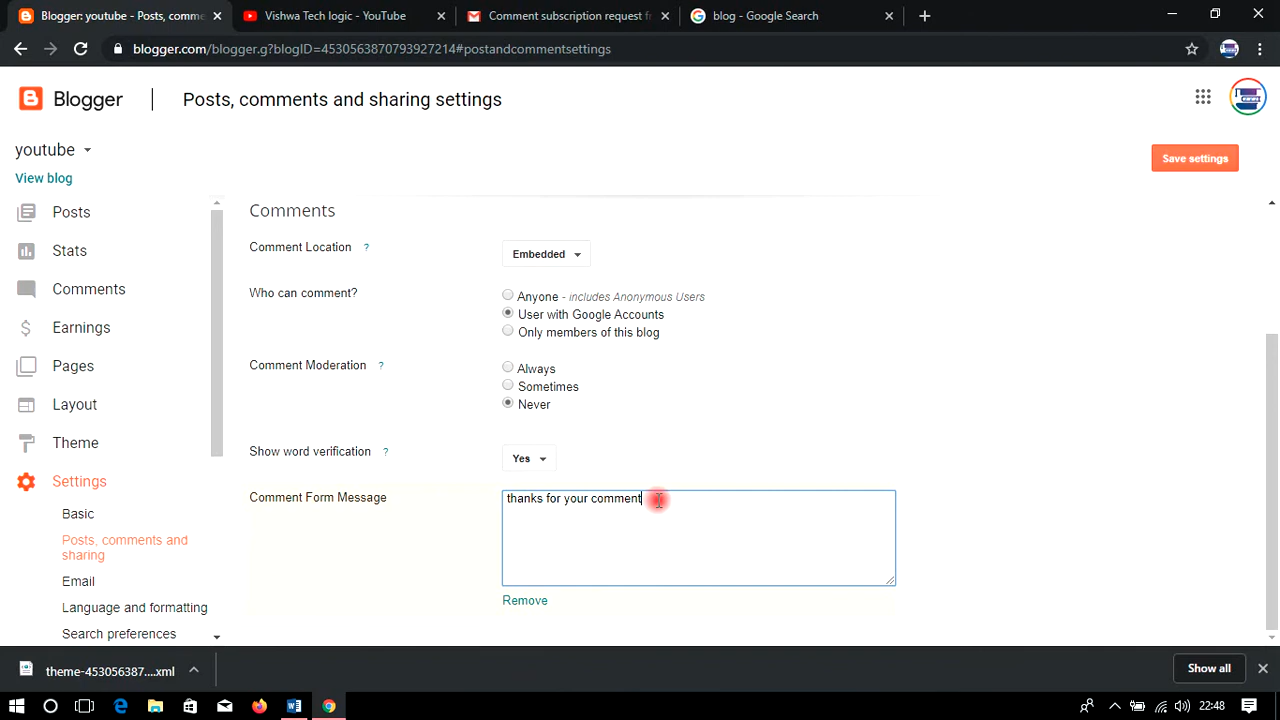 Blogger: youtube - Posts, comme
Vishwa Tech logic - YouTube
Comment subscription request fr
blog - Google Search
blogger.com/blogger.g?blogID=4530563870793927214#postandcommentsettings
Blogger
Posts, comments and sharing settings
youtube
View blog
Save settings
Posts
Stats
Comments
Earnings
Pages
Layout
Theme
Settings
Basic
Posts, comments and
sharing
Email
Language and formatting
Search preferences
Comments
Comment Location ?
Embedded
Who can comment?
Anyone - includes Anonymous Users
User with Google Accounts
Only members of this blog
Comment Moderation ?
Always
Sometimes
Never
Show word verification ?
Yes
Comment Form Message
thanks for your comment
Remove
theme-453056387....xml
Show all
22:48